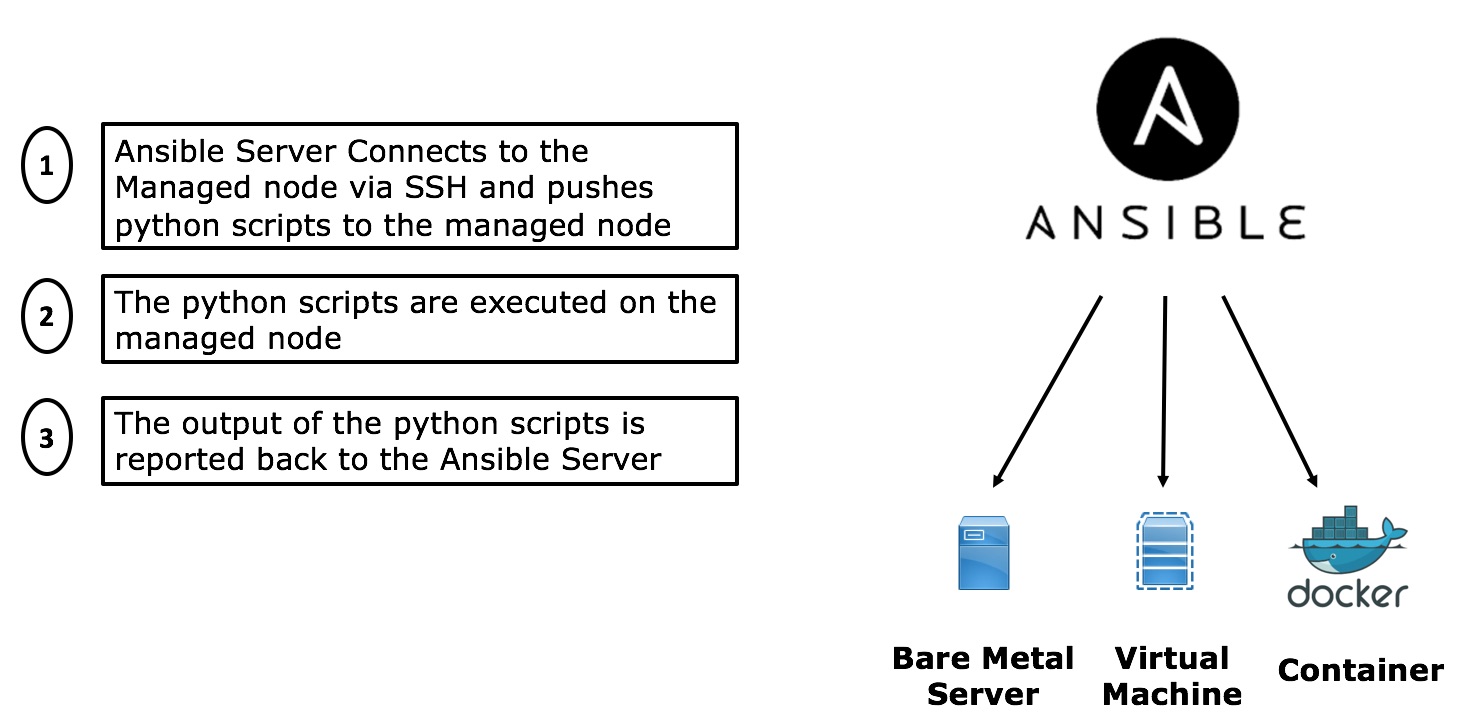 1
Ansible Server Connects to the
Managed node via SSH and pushes
python scripts to the managed node
2
The python scripts are executed on the
managed node
3
The output of the python scripts is
reported back to the Ansible Server
A
ANSIBLE
docker
Bare Metal
Server
Virtual
Machine
Container